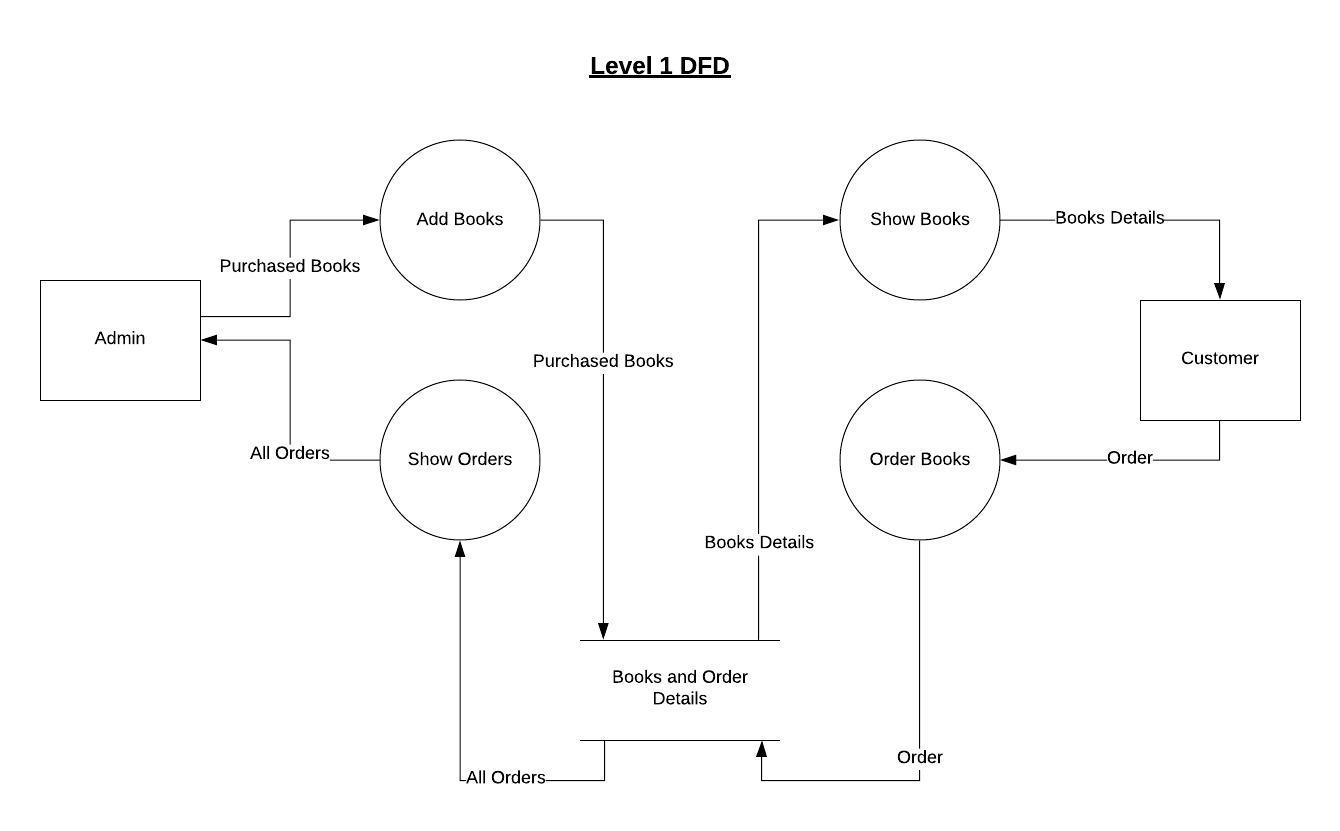 Level 1 DFD
Add Books
Show Books
Books Details
Purchased Books
Admin
Customer
Purchased Books
All Orders
Show Orders
Order Books
Order
Books Details
Books and Order
Details
Order
All Orders